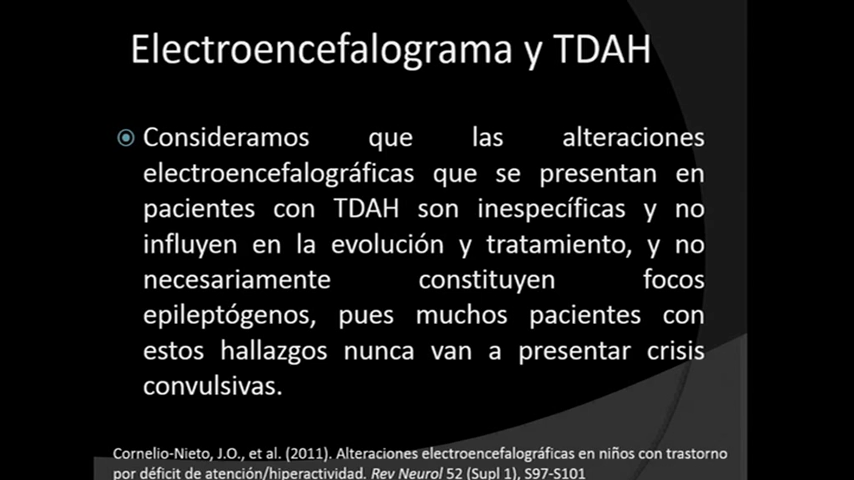 Electroencefalograma y TDAH
Consideramos que las alteraciones
electroencefalográficas que se presentan en
pacientes con TDAH son inespecíficas y no
influyen en la evolución y tratamiento, y no
necesariamente constituyen focos
epileptógenos, pues muchos pacientes con
estos hallazgos nunca van a presentar crisis
convulsivas.
Cornelio-Nieto, J.O., et al. (2011). Alteraciones electroencefalográficas en niños con trastorno
por déficit de atención/hiperactividad. Rev Neurol 52 (Supl 1), S97-S101